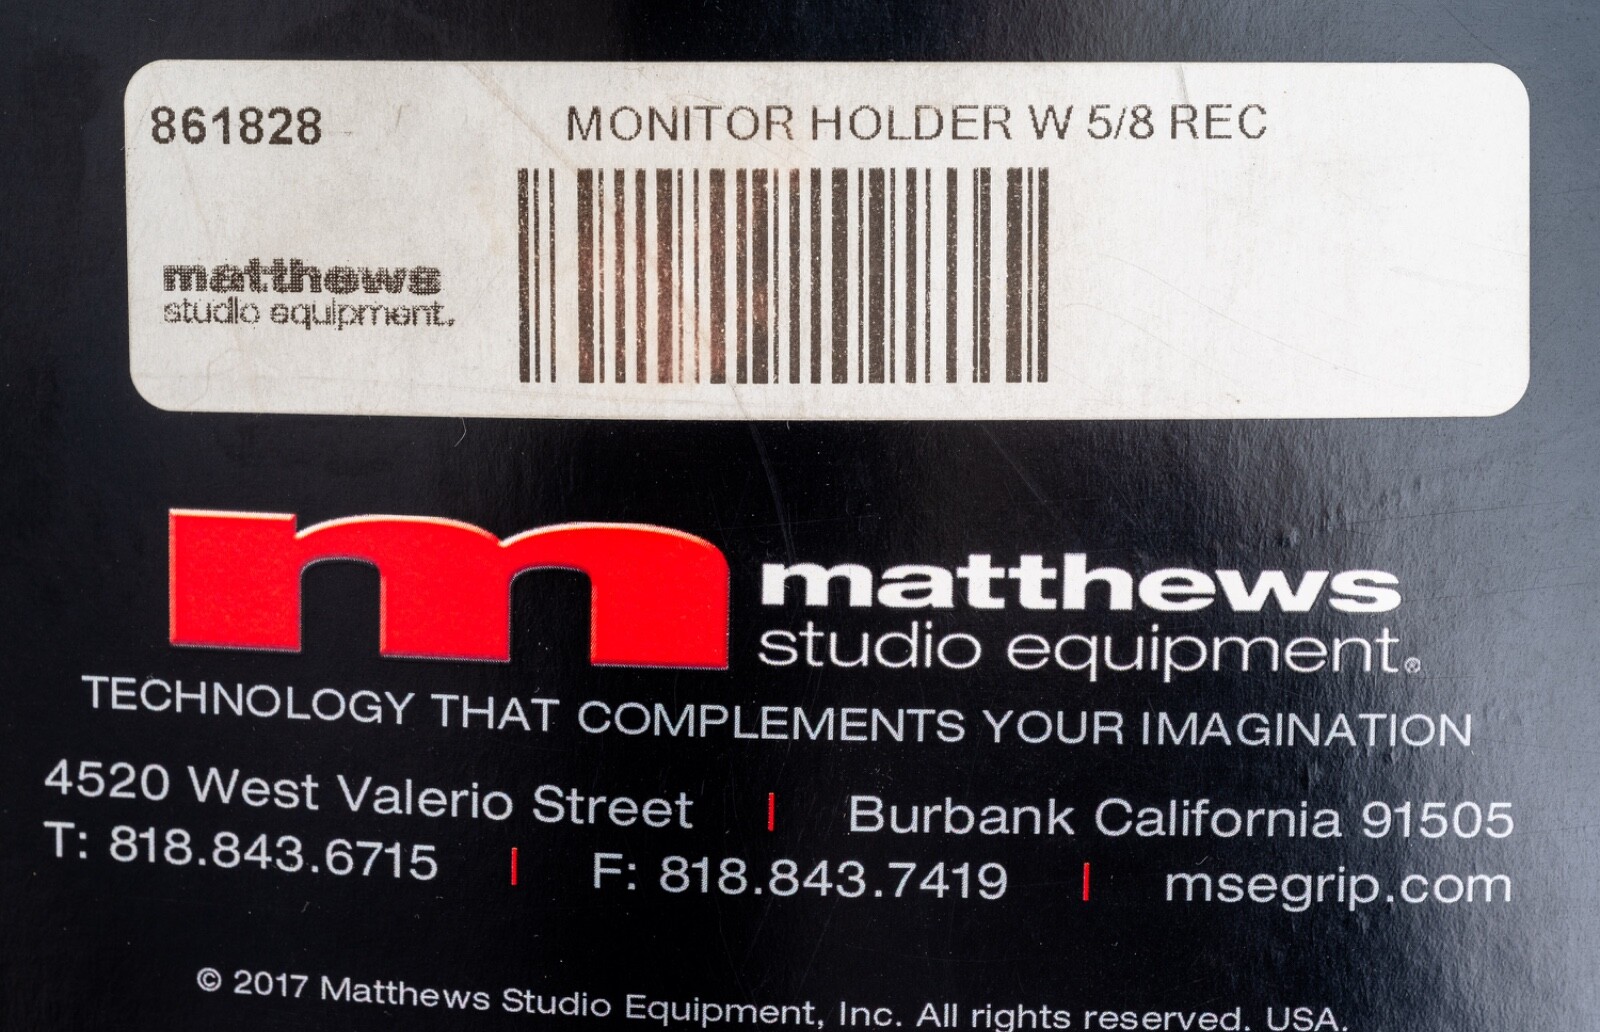 861828 MONITOR HOLDER W 5/8 REC
matthews
studio equipment.
m matthews
studio equipment.®
TECHNOLOGY THAT COMPLEMENTS YOUR IMAGINATION
4520 West Valerio Street | Burbank California 91505
T: 818.843.6715 | F: 818.843.7419 | msegrip.com
© 2017 Matthews Studio Equipment, Inc. All rights reserved. USA.